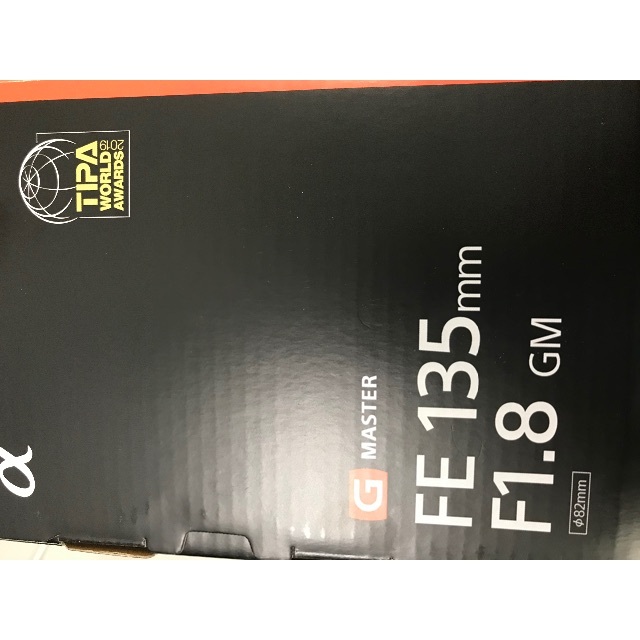 α
TIPA
WORLD
AWARDS 2019
G MASTER
FE 135mm
F1.8 GM
φ82mm